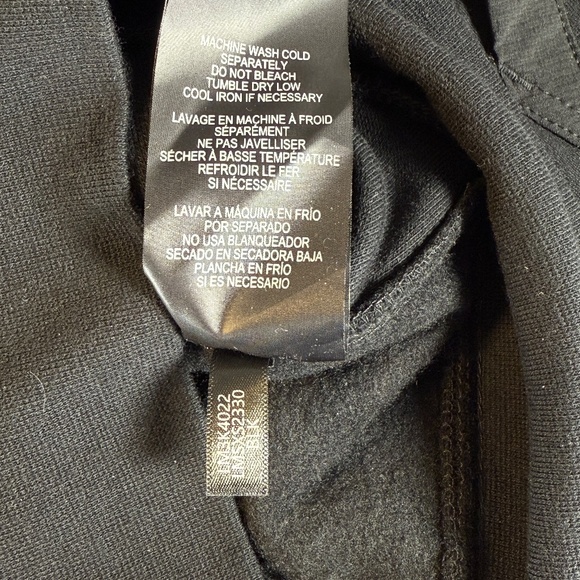 MACHINE WASH COLD
SEPARATELY
DO NOT BLEACH
TUMBLE DRY LOW
COOL IRON IF NECESSARY
LAVAGE EN MACHINE À FROID
SÉPARÉMENT
NE PAS JAVELLISER
SÉCHER À BASSE TEMPÉRATURE
REFROIDIR LE FER
SI NÉCESSAIRE
LAVAR A MÁQUINA EN FRÍO
POR SEPARADO
NO USA BLANQUEADOR
SECADO EN SECADORA BAJA
PLANCHA EN FRÍO
SI ES NECESARIO